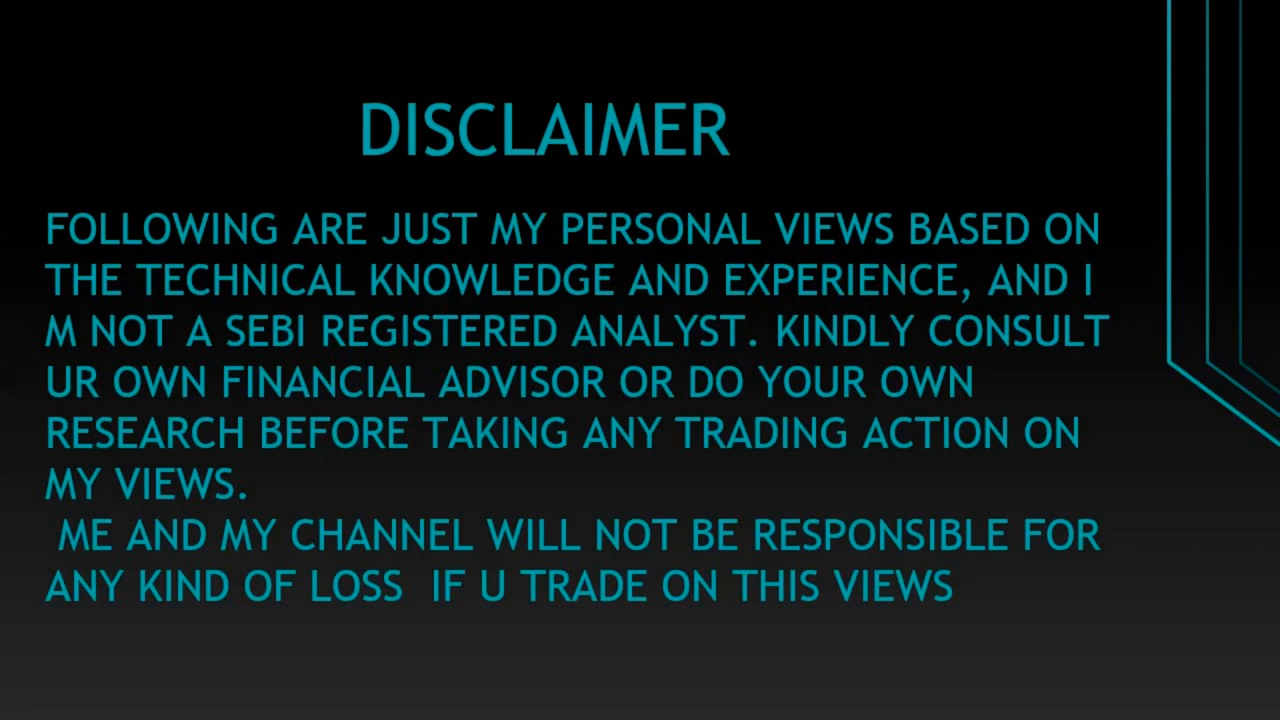 DISCLAIMER
FOLLOWING ARE JUST MY PERSONAL VIEWS BASED ON
THE TECHNICAL KNOWLEDGE AND EXPERIENCE, AND I
M NOT A SEBI REGISTERED ANALYST. KINDLY CONSULT
UR OWN FINANCIAL ADVISOR OR DO YOUR OWN
RESEARCH BEFORE TAKING ANY TRADING ACTION ON
MY VIEWS.
ME AND MY CHANNEL WILL NOT BE RESPONSIBLE FOR
ANY KIND OF LOSS  IF U TRADE ON THIS VIEWS